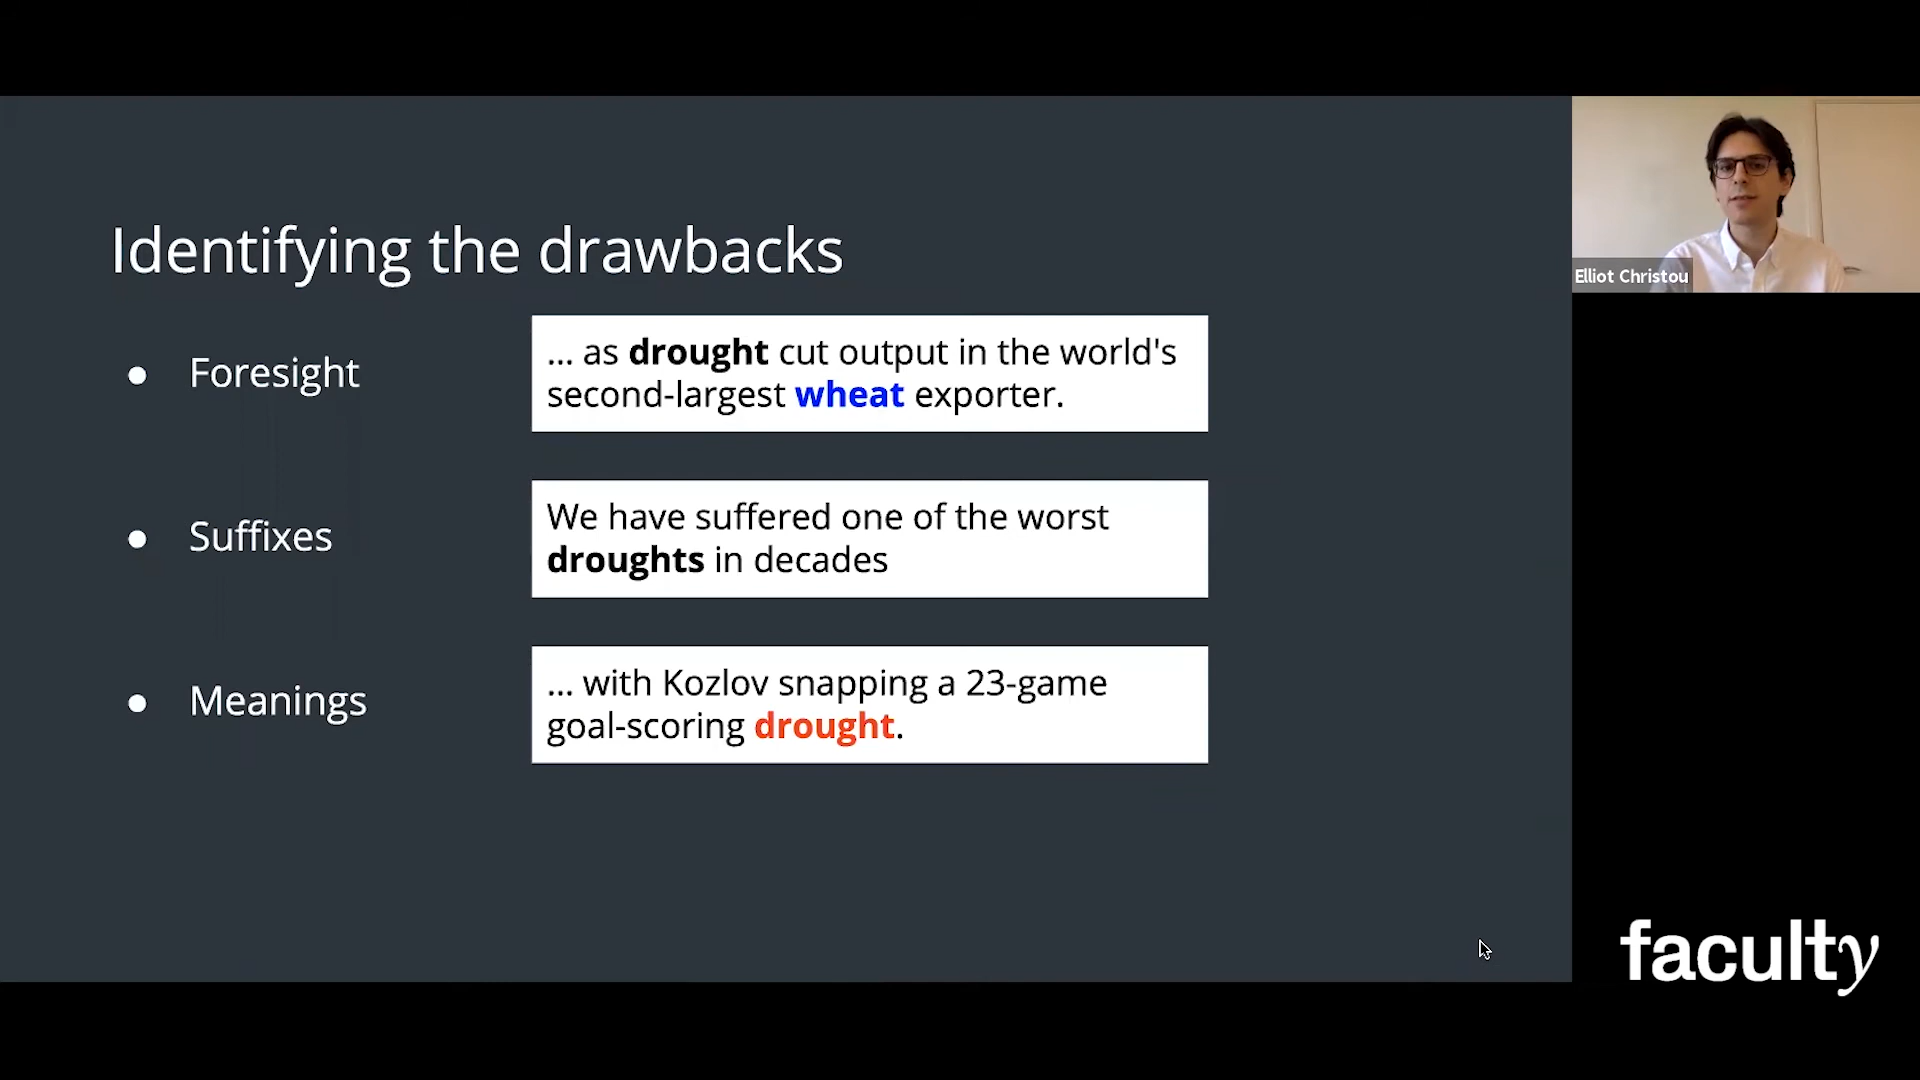 Identifying the drawbacks
● Foresight
... as drought cut output in the world's
second-largest wheat exporter.
● Suffixes
We have suffered one of the worst
droughts in decades
● Meanings
... with Kozlov snapping a 23-game
goal-scoring drought.
Elliot Christou
faculty